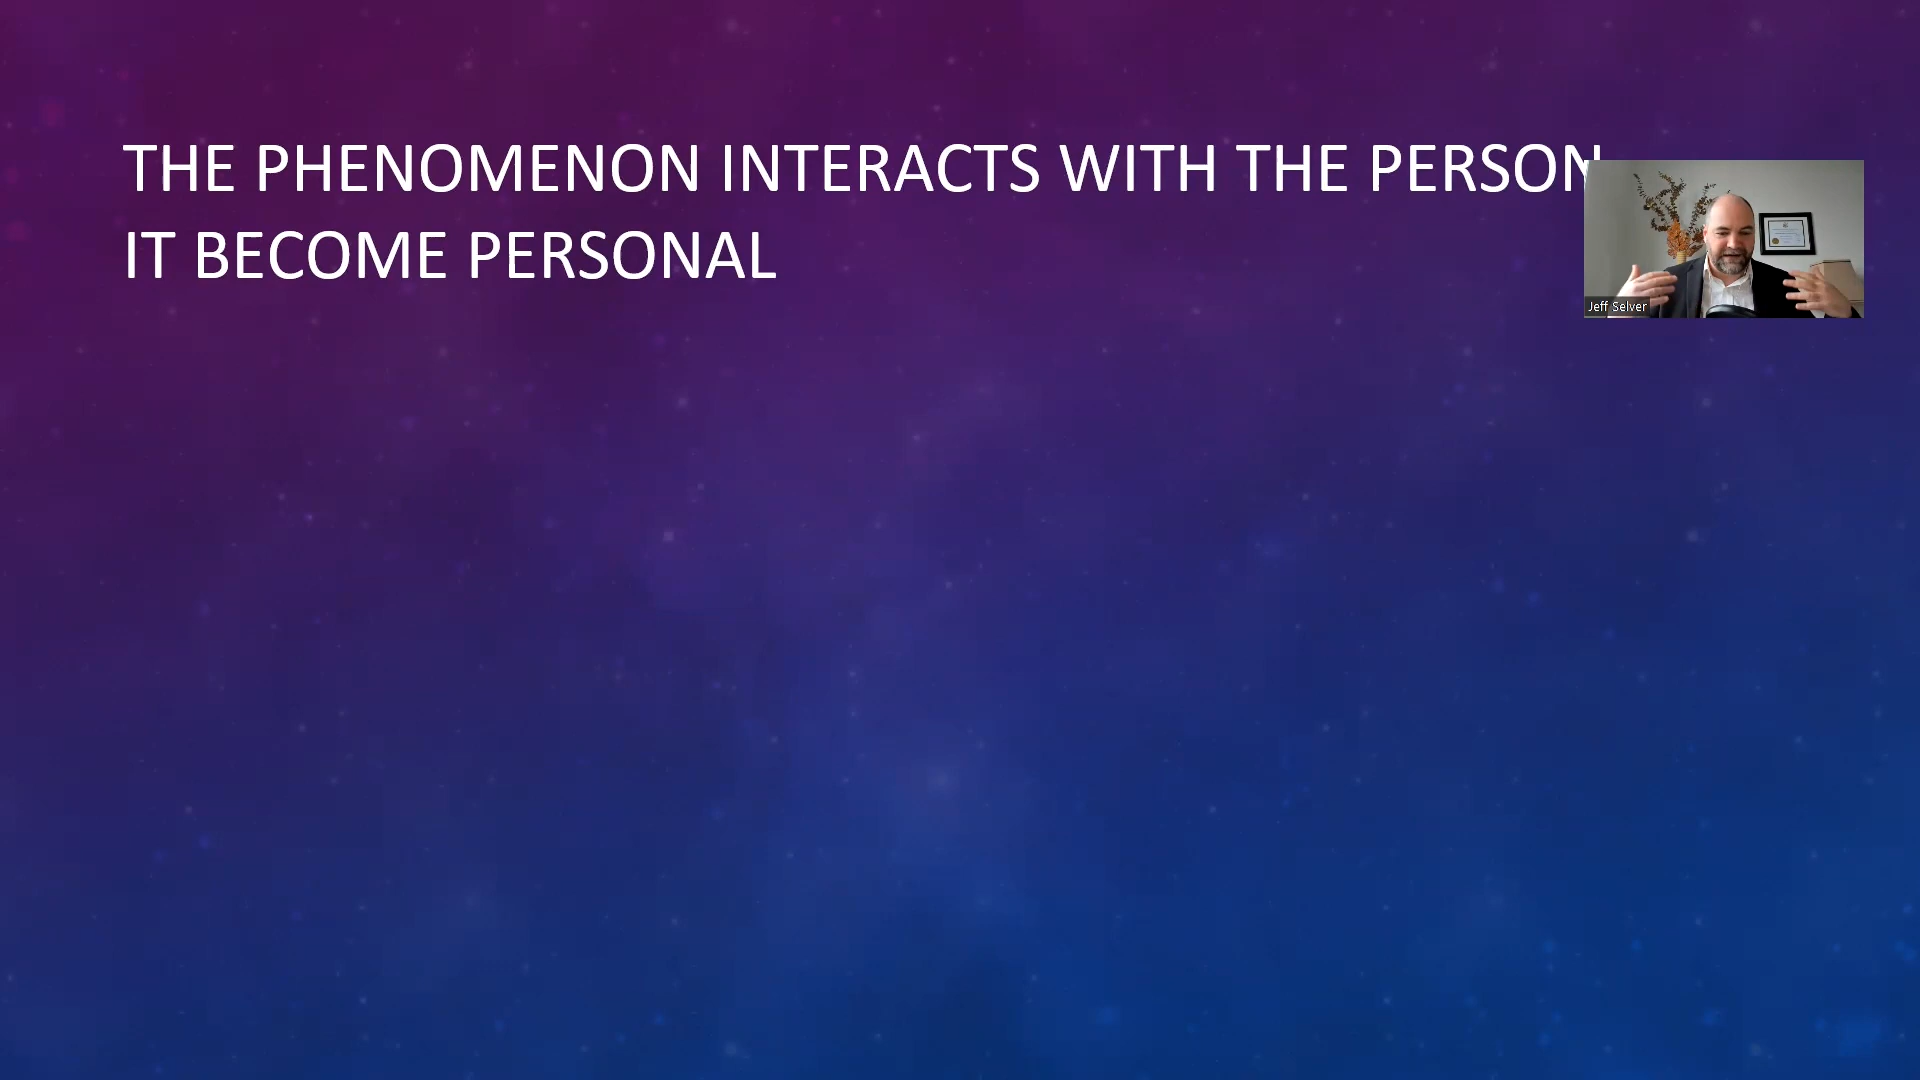 THE PHENOMENON INTERACTS WITH THE PERSON
IT BECOME PERSONAL
Jeff Selver